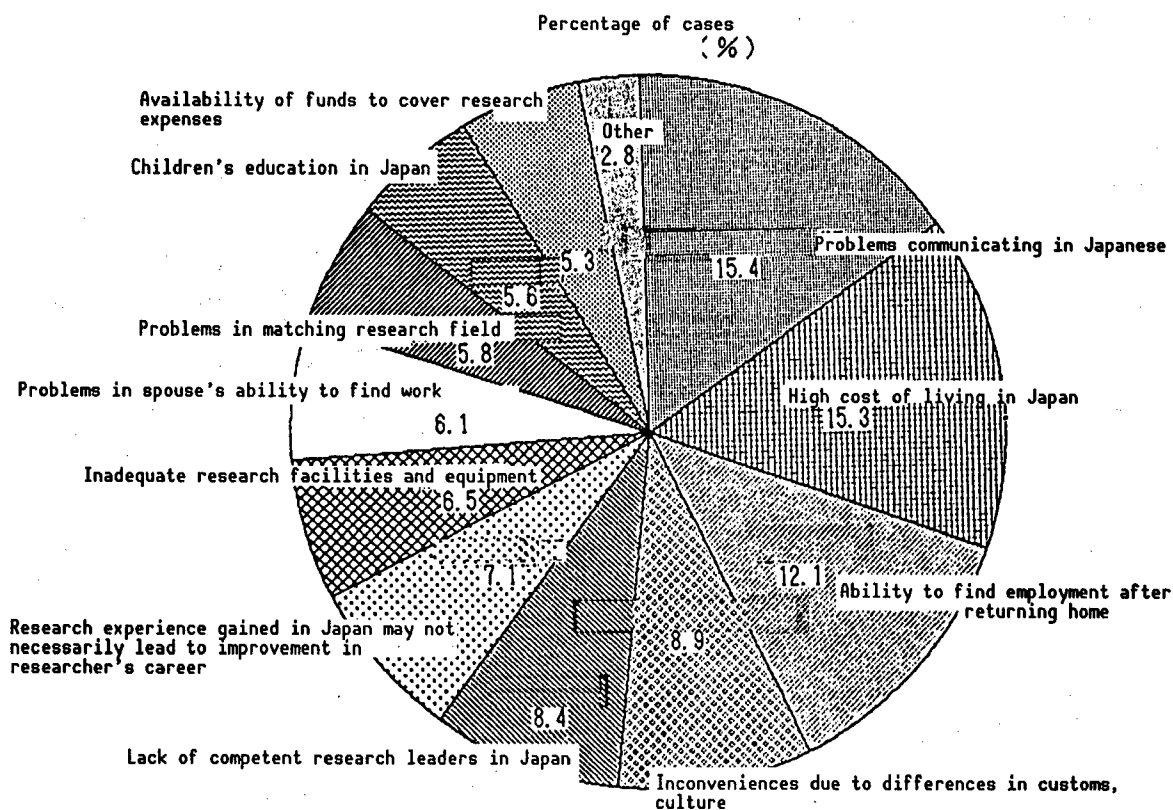 Percentage of cases
(%)
Availability of funds to cover research
expenses
Other
2.8
Children's education in Japan
Problems communicating in Japanese
15.4
5.3
5.6
Problems in matching research field
5.8
Problems in spouse's ability to find work
6.1
High cost of living in Japan
15.3
Inadequate research facilities and equipment
6.5
7.1
12.1
Ability to find employment after
returning home
Research experience gained in Japan may not
necessarily lead to improvement in
researcher's career
8.9
8.4
Lack of competent research leaders in Japan
Inconveniences due to differences in customs,
culture